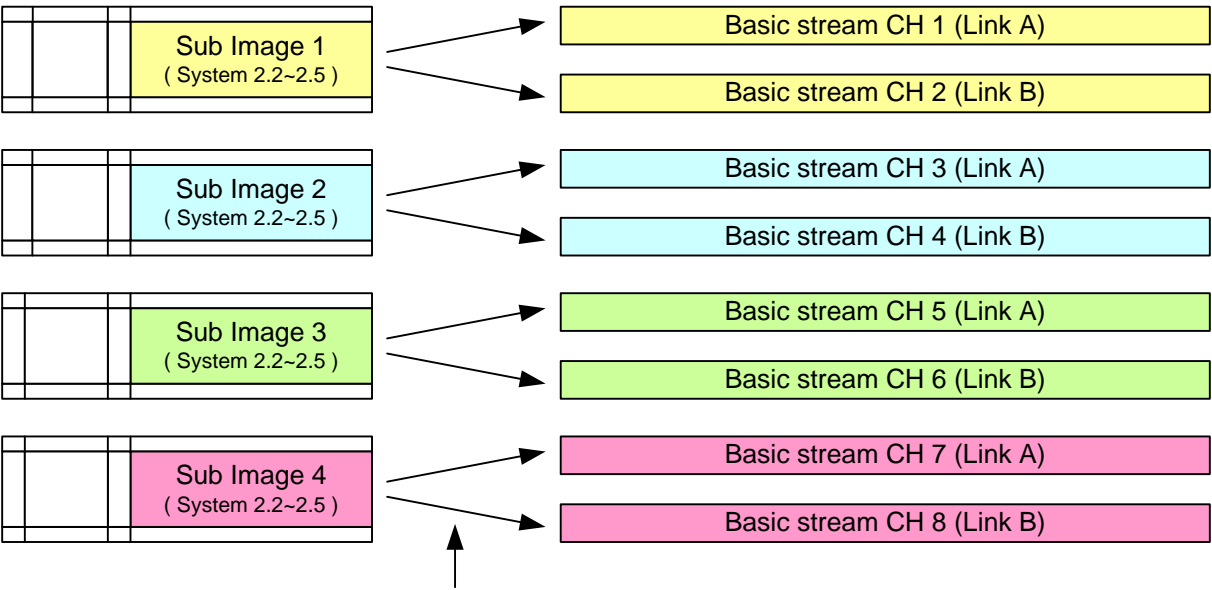 Sub Image 1
( System 2.2~2.5 )
Basic stream CH 1 (Link A)
Basic stream CH 2 (Link B)
Sub Image 2
( System 2.2~2.5 )
Basic stream CH 3 (Link A)
Basic stream CH 4 (Link B)
Sub Image 3
( System 2.2~2.5 )
Basic stream CH 5 (Link A)
Basic stream CH 6 (Link B)
Sub Image 4
( System 2.2~2.5 )
Basic stream CH 7 (Link A)
Basic stream CH 8 (Link B)